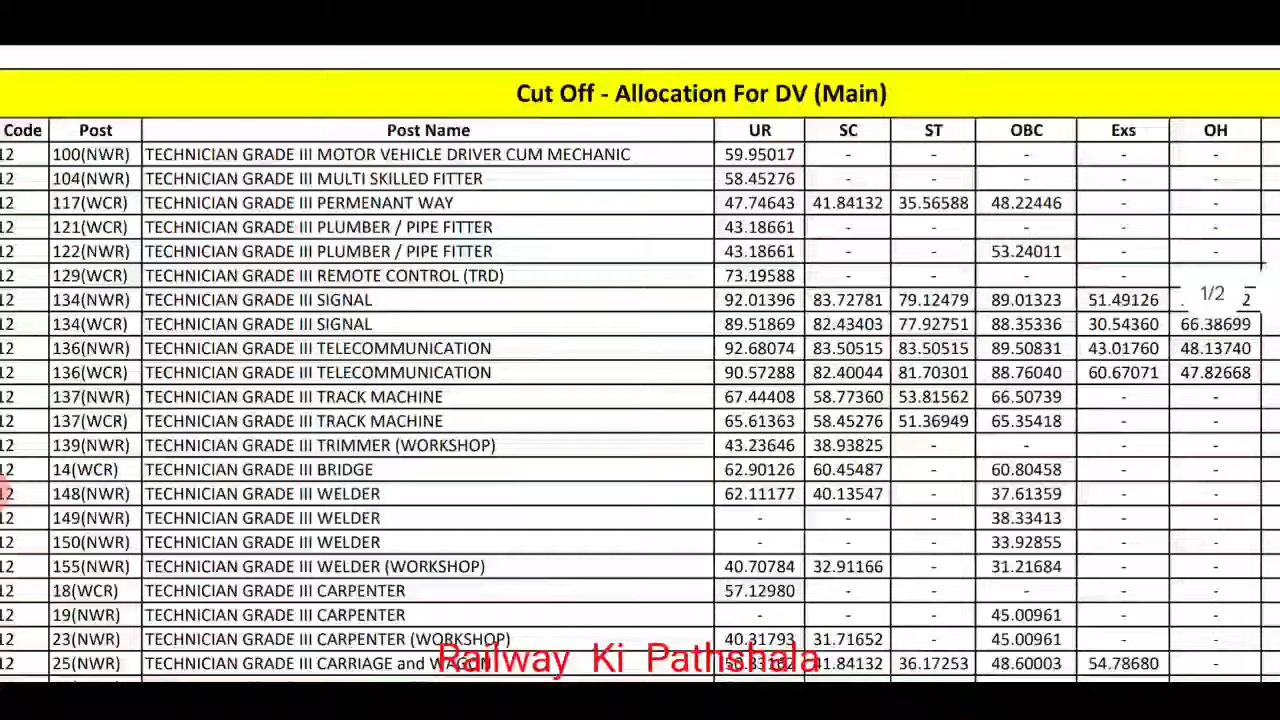 Cut Off - Allocation For DV (Main)
Code Post Post Name UR SC ST OBC Exs OH
12 100(NWR) TECHNICIAN GRADE III MOTOR VEHICLE DRIVER CUM MECHANIC 59.95017 - - - - -
12 104(NWR) TECHNICIAN GRADE III MULTI SKILLED FITTER 58.45276 - - - - -
12 117(WCR) TECHNICIAN GRADE III PERMENANT WAY 47.74643 41.84132 35.56588 48.22446 - -
12 121(WCR) TECHNICIAN GRADE III PLUMBER / PIPE FITTER 43.18661 - - - - -
12 122(NWR) TECHNICIAN GRADE III PLUMBER / PIPE FITTER 43.18661 - - 53.24011 - -
12 129(WCR) TECHNICIAN GRADE III REMOTE CONTROL (TRD) 73.19588 - - - - -
12 134(NWR) TECHNICIAN GRADE III SIGNAL 92.01396 83.72781 79.12479 89.01323 51.49126 1/2
12 134(WCR) TECHNICIAN GRADE III SIGNAL 89.51869 82.43403 77.92751 88.35336 30.54360 66.38699
12 136(NWR) TECHNICIAN GRADE III TELECOMMUNICATION 92.68074 83.50515 83.50515 89.50831 43.01760 48.13740
12 136(WCR) TECHNICIAN GRADE III TELECOMMUNICATION 90.57288 82.40044 81.70301 88.76040 60.67071 47.82668
12 137(NWR) TECHNICIAN GRADE III TRACK MACHINE 67.44408 58.77360 53.81562 66.50739 - -
12 137(WCR) TECHNICIAN GRADE III TRACK MACHINE 65.61363 58.45276 51.36949 65.35418 - -
12 139(NWR) TECHNICIAN GRADE III TRIMMER (WORKSHOP) 43.23646 38.93825 - - - -
12 14(WCR) TECHNICIAN GRADE III BRIDGE 62.90126 60.45487 - 60.80458 - -
12 148(NWR) TECHNICIAN GRADE III WELDER 62.11177 40.13547 - 37.61359 - -
12 149(NWR) TECHNICIAN GRADE III WELDER - - - 38.33413 - -
12 150(NWR) TECHNICIAN GRADE III WELDER - - - 33.92855 - -
12 155(NWR) TECHNICIAN GRADE III WELDER (WORKSHOP) 40.70784 32.91166 - 31.21684 - -
12 18(WCR) TECHNICIAN GRADE III CARPENTER 57.12980 - - - - -
12 19(NWR) TECHNICIAN GRADE III CARPENTER - - - 45.00961 - -
12 23(NWR) TECHNICIAN GRADE III CARPENTER (WORKSHOP) 40.31793 31.71652 - 45.00961 - -
12 25(NWR) TECHNICIAN GRADE III CARRIAGE and WAGON 41.84132 36.17253 48.60003 54.78680 -
Railway Ki Pathshala